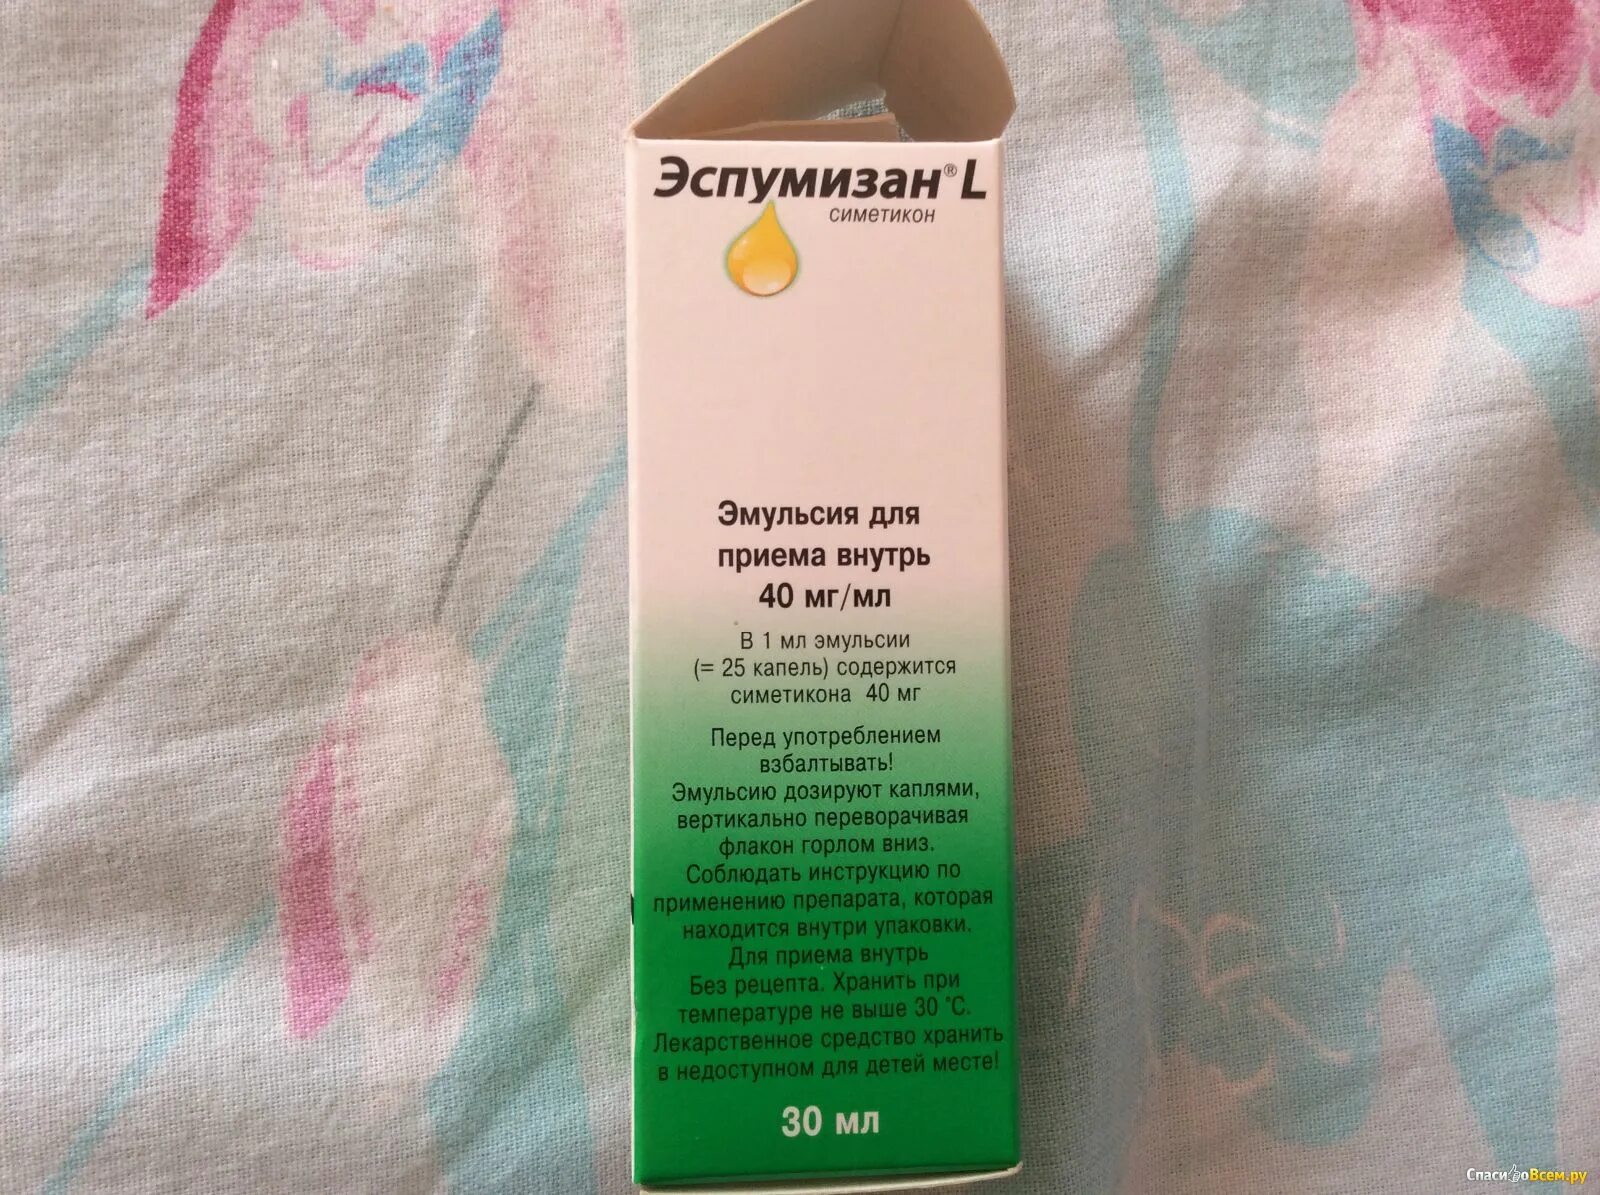 Эспумизан® L
симетикон
Эмульсия для
приема внутрь
40 мг/мл
В 1 мл эмульсии
(= 25 капель) содержится
симетикона 40 мг
Перед употреблением
взбалтывать!
Эмульсию дозируют каплями,
вертикально переворачивая
флакон горлом вниз.
Соблюдать инструкцию по
применению препарата, которая
находится внутри упаковки.
Для приема внутрь
Без рецепта. Хранить при
температуре не выше 30 °C.
Лекарственное средство хранить
в недоступном для детей месте!
30 мл
СпасибоВсем.ру